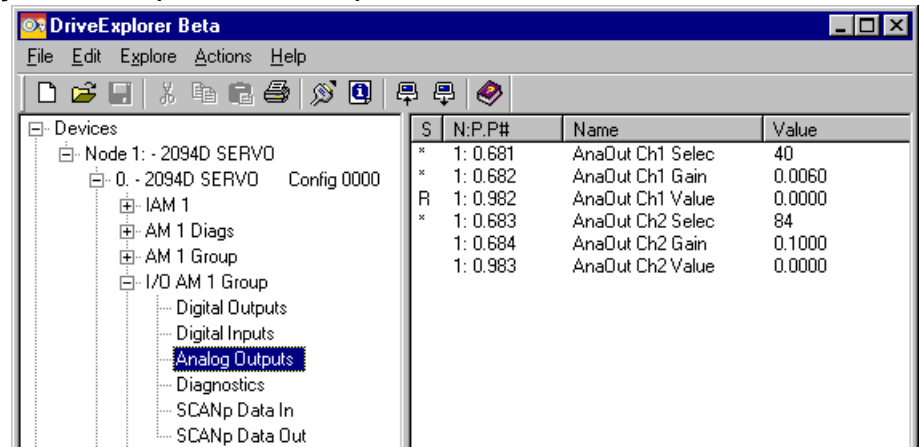 DriveExplorer Beta
File Edit Explore Actions Help
Devices
Node 1: - 2094D SERVO
0. - 2094D SERVO Config 0000
IAM 1
AM 1 Diags
AM 1 Group
I/O AM 1 Group
Digital Outputs
Digital Inputs
Analog Outputs
Diagnostics
SCANp Data In
SCANp Data Out
S N:P.P# Name Value
* 1: 0.681 AnaOut Ch1 Selec 40
* 1: 0.682 AnaOut Ch1 Gain 0.0060
R 1: 0.982 AnaOut Ch1 Value 0.0000
* 1: 0.683 AnaOut Ch2 Selec 84
1: 0.684 AnaOut Ch2 Gain 0.1000
1: 0.983 AnaOut Ch2 Value 0.0000